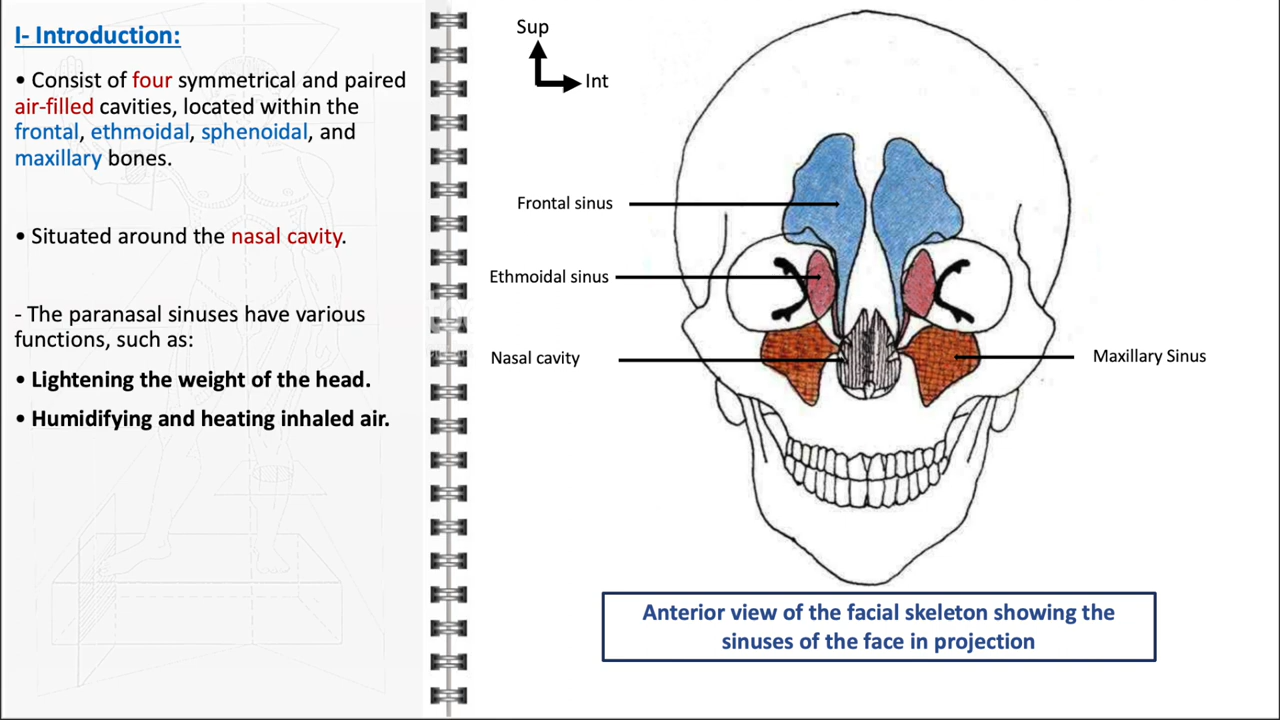 I- Introduction:
• Consist of four symmetrical and paired
air-filled cavities, located within the
frontal, ethmoidal, sphenoidal, and
maxillary bones.
• Situated around the nasal cavity.
- The paranasal sinuses have various
functions, such as:
• Lightening the weight of the head.
• Humidifying and heating inhaled air.
Sup
Int
Frontal sinus
Ethmoidal sinus
Nasal cavity
Maxillary Sinus
Anterior view of the facial skeleton showing the
sinuses of the face in projection